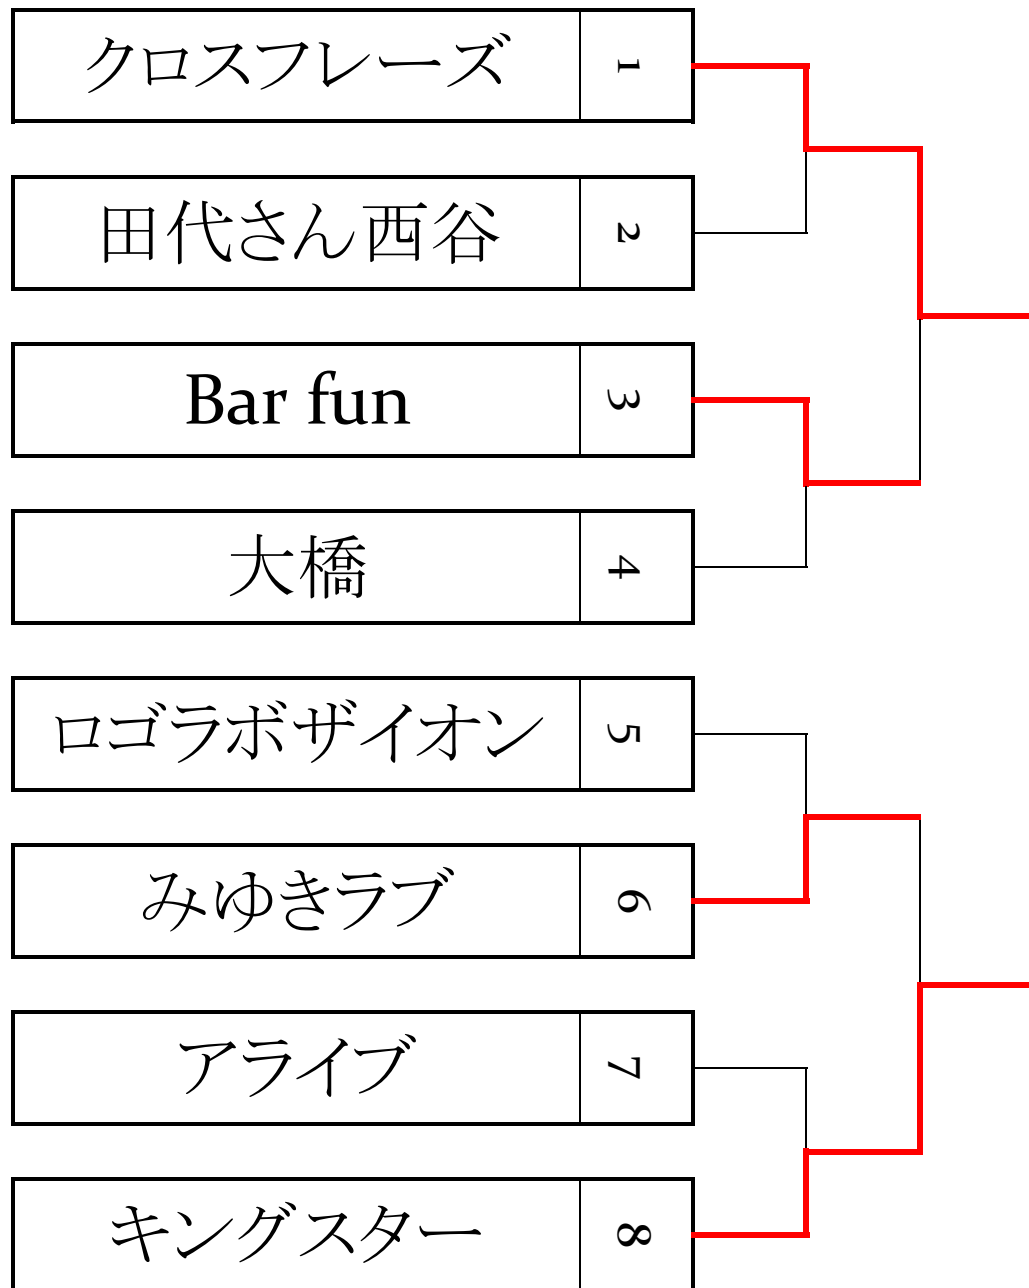 クロスフレーズ 1
田代さん西谷 2
Bar fun 3
大橋 4
ロゴラボザイオン 5
みゆきラブ 6
アライブ 7
キングスター 8